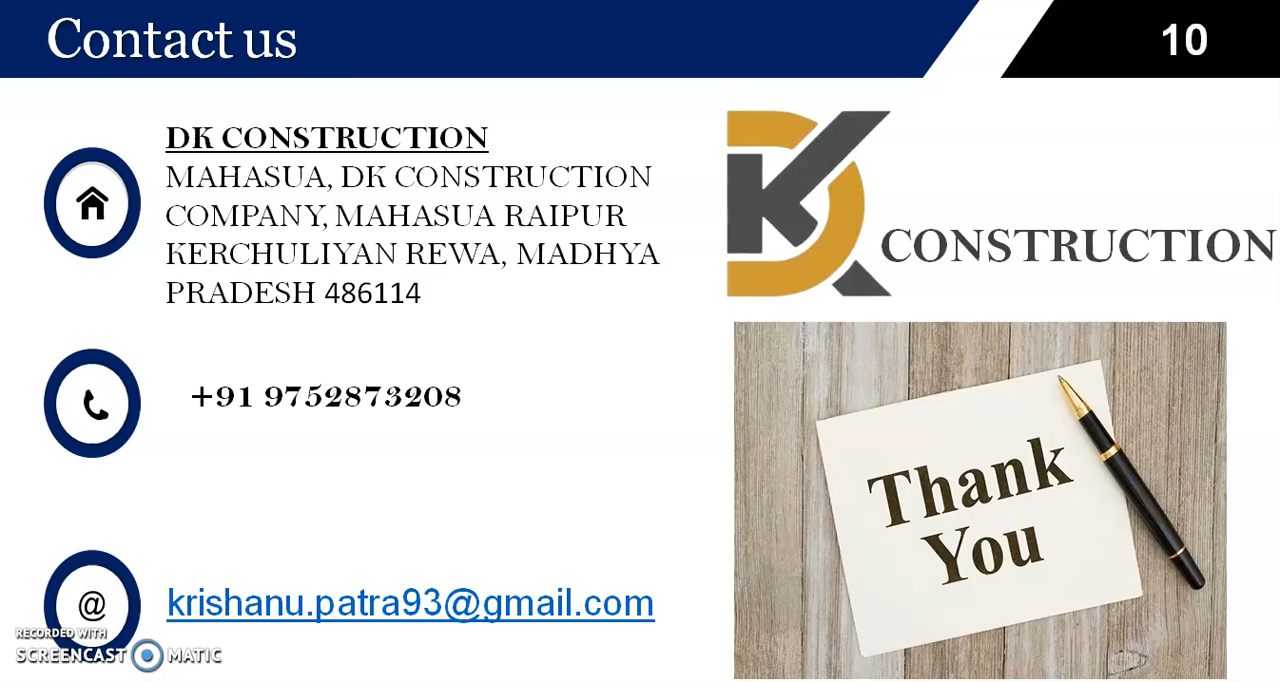 Contact us
10
DK CONSTRUCTION
MAHASUA, DK CONSTRUCTION
COMPANY, MAHASUA RAIPUR
KERCHULIYAN REWA, MADHYA
PRADESH 486114
+91 9752873208
@
krishanu.patra93@gmail.com
RECORDED WITH
SCREENCAST MATIC
DK
CONSTRUCTION
Thank
You